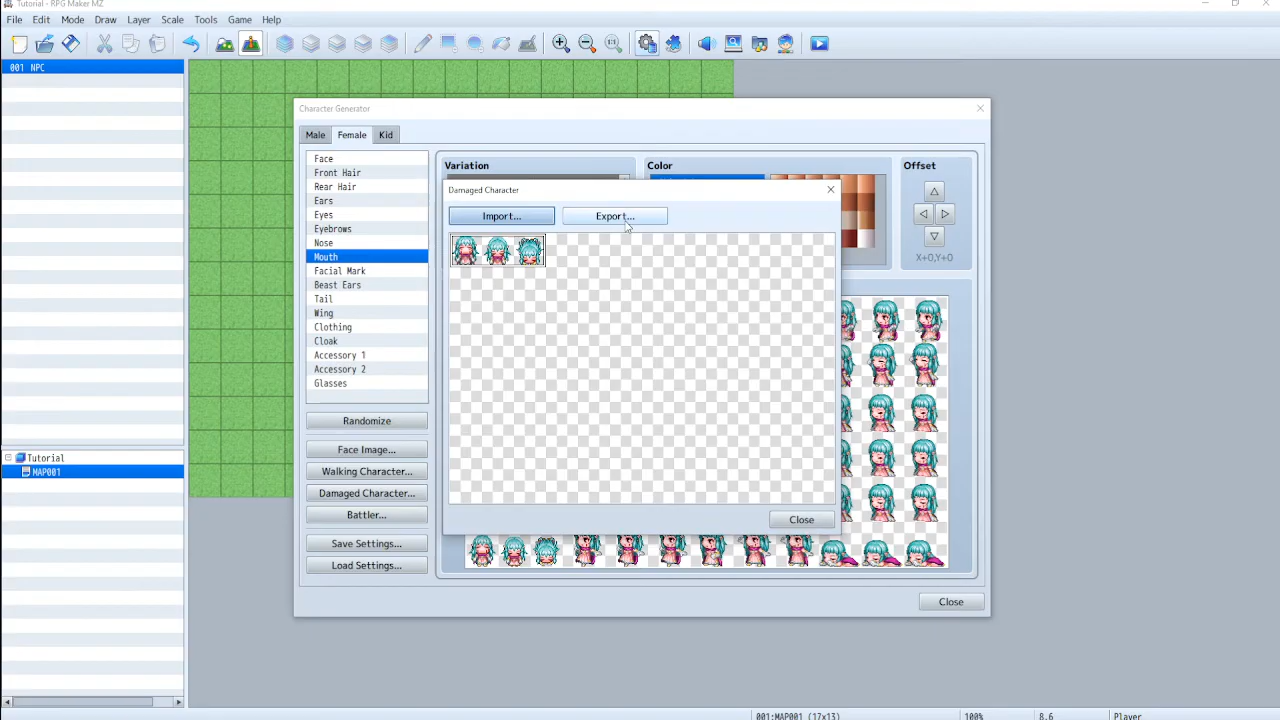 Tutorial - RPG Maker MZ
File Edit Mode Draw Layer Scale Tools Game Help
001 NPC
Character Generator
Male Female Kid
Face
Front Hair
Rear Hair
Ears
Eyes
Eyebrows
Nose
Mouth
Facial Mark
Beast Ears
Tail
Wing
Clothing
Cloak
Accessory 1
Accessory 2
Glasses
Randomize
Face Image...
Walking Character...
Damaged Character...
Battler...
Save Settings...
Load Settings...
Variation
Color
Offset
X+0,Y+0
Damaged Character
Import... Export...
Close
Close
Tutorial
MAP001
001:MAP001 (17x13) 100% 8,6 Player